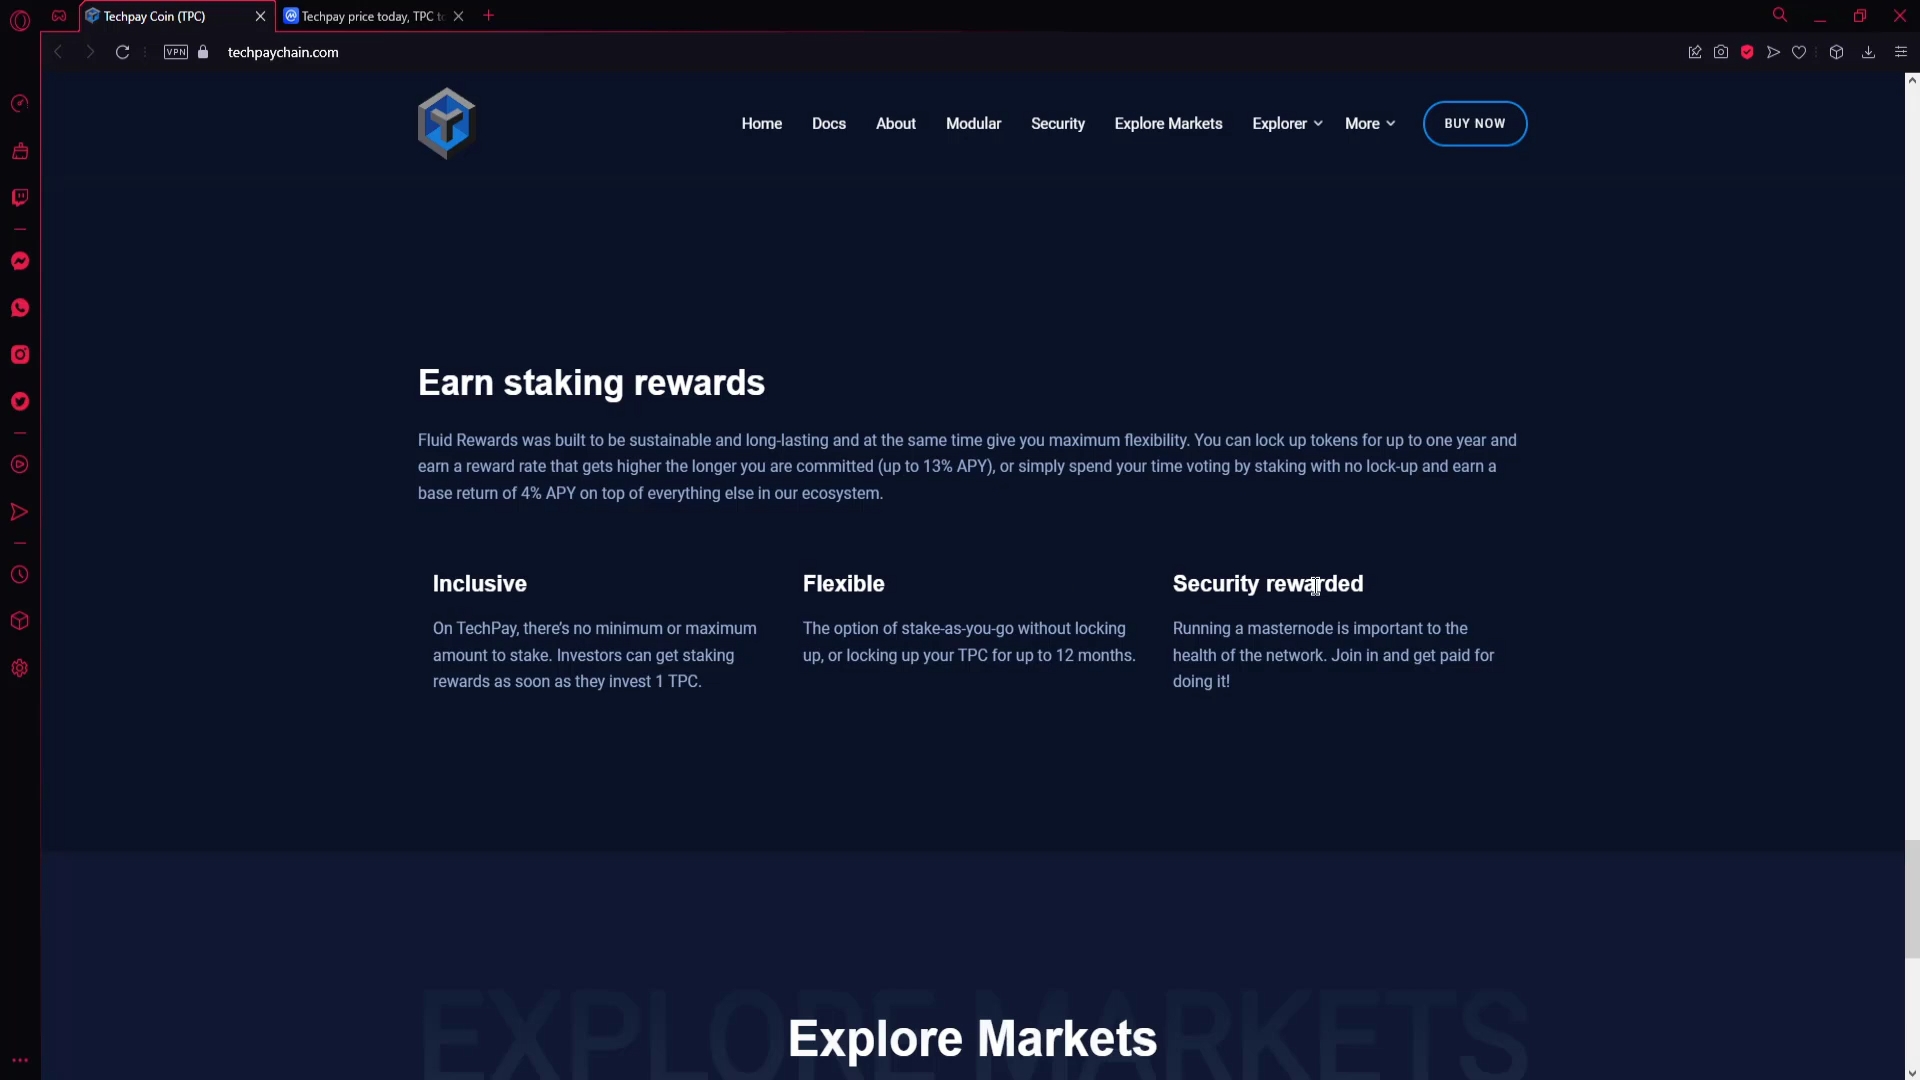 Techpay Coin (TPC)
Techpay price today, TPC to
VPN
techpaychain.com
Home
Docs
About
Modular
Security
Explore Markets
Explorer
More
BUY NOW
Earn staking rewards
Fluid Rewards was built to be sustainable and long-lasting and at the same time give you maximum flexibility. You can lock up tokens for up to one year and
earn a reward rate that gets higher the longer you are committed (up to 13% APY), or simply spend your time voting by staking with no lock-up and earn a
base return of 4% APY on top of everything else in our ecosystem.
Inclusive
On TechPay, there’s no minimum or maximum
amount to stake. Investors can get staking
rewards as soon as they invest 1 TPC.
Flexible
The option of stake-as-you-go without locking
up, or locking up your TPC for up to 12 months.
Security rewarded
Running a masternode is important to the
health of the network. Join in and get paid for
doing it!
EXPLORE MARKETS
Explore Markets